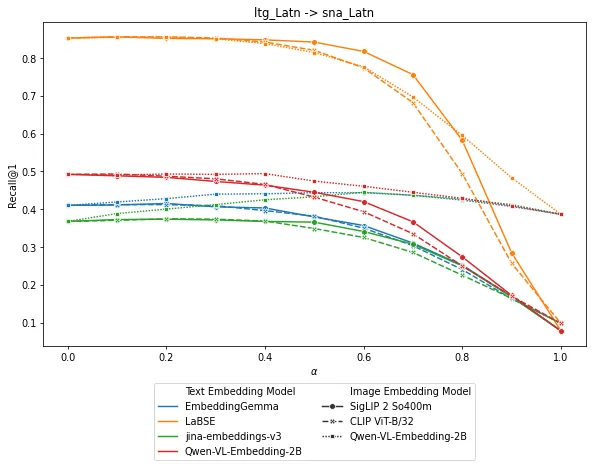 ltg_Latn -> sna_Latn
Recall@1
0.8
0.7
0.6
0.5
0.4
0.3
0.2
0.1
0.0 0.2 0.4 0.6 0.8 1.0
α
Text Embedding Model Image Embedding Model
EmbeddingGemma SigLIP 2 So400m
LaBSE CLIP ViT-B/32
jina-embeddings-v3 Qwen-VL-Embedding-2B
Qwen-VL-Embedding-2B